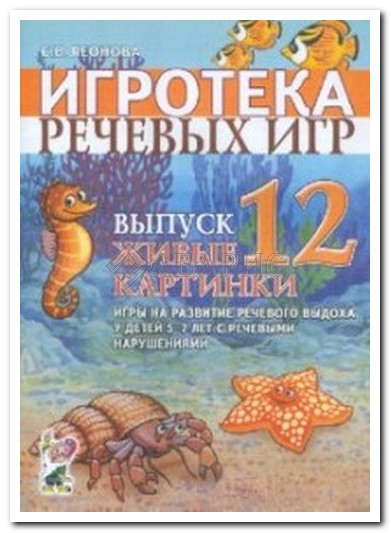 С.В. ЛЕОНОВА
ИГРОТЕКА
РЕЧЕВЫХ ИГР
ВЫПУСК 12
ЖИВЫЕ
КАРТИНКИ
ИГРЫ НА РАЗВИТИЕ РЕЧЕВОГО ВЫДОХА
У ДЕТЕЙ 5-7 ЛЕТ С РЕЧЕВЫМИ
НАРУШЕНИЯМИ